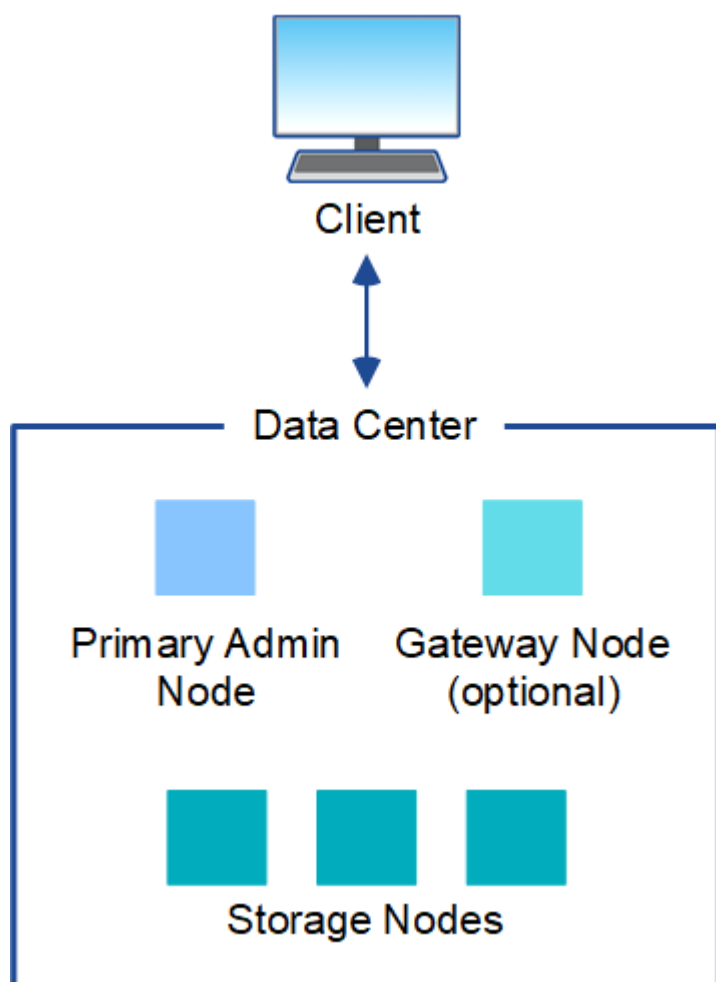 Client
Data Center
Primary Admin
Node
Gateway Node
(optional)
Storage Nodes